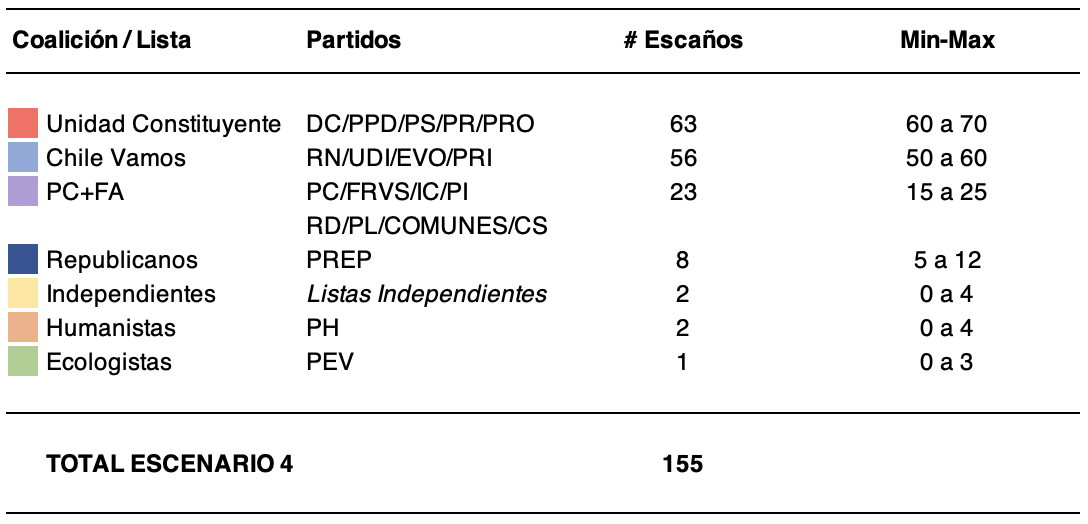 Coalición / Lista Partidos # Escaños Min-Max
Unidad Constituyente DC/PPD/PS/PR/PRO 63 60 a 70
Chile Vamos RN/UDI/EVO/PRI 56 50 a 60
PC+FA PC/FRVS/IC/PI 23 15 a 25
RD/PL/COMUNES/CS
Republicanos PREP 8 5 a 12
Independientes Listas Independientes 2 0 a 4
Humanistas PH 2 0 a 4
Ecologistas PEV 1 0 a 3
TOTAL ESCENARIO 4 155